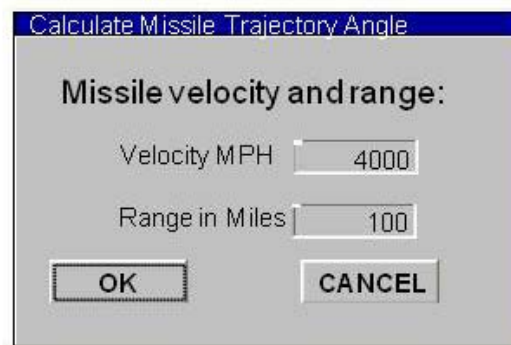 Calculate Missile Trajectory Angle
Missile velocity and range:
Velocity MPH 4000
Range in Miles 100
OK CANCEL